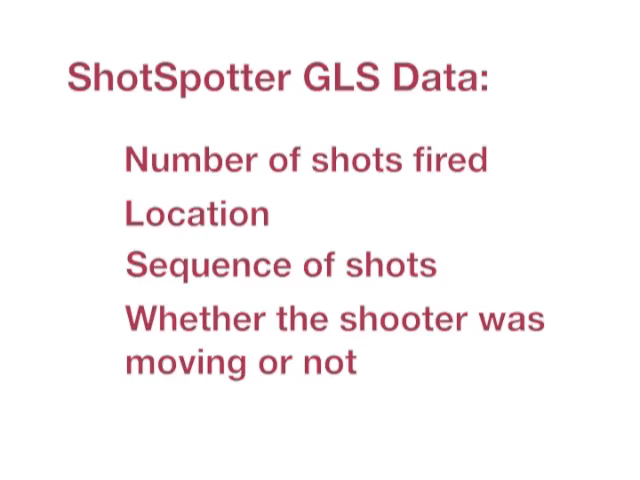 ShotSpotter GLS Data:
Number of shots fired
Location
Sequence of shots
Whether the shooter was
moving or not